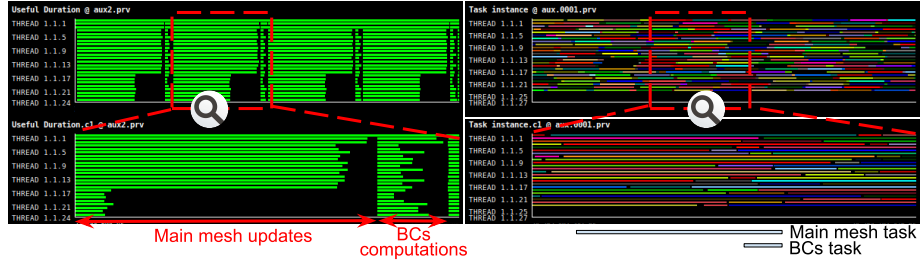 Useful Duration @ aux2.prv
THREAD 1.1.1
THREAD 1.1.5
THREAD 1.1.9
THREAD 1.1.13
THREAD 1.1.17
THREAD 1.1.21
THREAD 1.1.24
Useful Duration.c1 @ aux2.prv
THREAD 1.1.1
THREAD 1.1.5
THREAD 1.1.9
THREAD 1.1.13
THREAD 1.1.17
THREAD 1.1.21
THREAD 1.1.24
Main mesh updates
BCs
computations
Task instance @ aux.0001.prv
THREAD 1.1.1
THREAD 1.1.5
THREAD 1.1.9
THREAD 1.1.13
THREAD 1.1.17
THREAD 1.1.21
THREAD 1.1.25
THREAD 1.1.27
Task instance.c1 @ aux.0001.prv
THREAD 1.1.1
THREAD 1.1.5
THREAD 1.1.9
THREAD 1.1.13
THREAD 1.1.17
THREAD 1.1.21
THREAD 1.1.25
THREAD 1.1.27
Main mesh task
BCs task